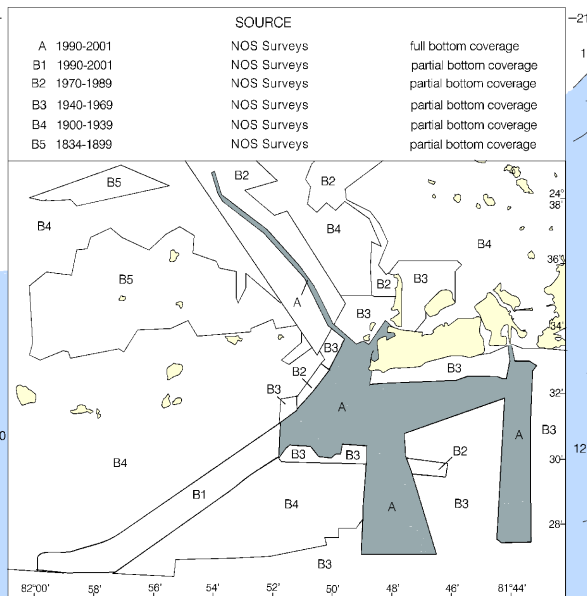 SOURCE
A 1990-2001 NOS Surveys full bottom coverage
B1 1990-2001 NOS Surveys partial bottom coverage
B2 1970-1989 NOS Surveys partial bottom coverage
B3 1940-1969 NOS Surveys partial bottom coverage
B4 1900-1939 NOS Surveys partial bottom coverage
B5 1834-1899 NOS Surveys partial bottom coverage
B5 B2 B2
24°
38'
B4 B4 B4
36'
B5 B2 B3
A B3
34'
B3
B2 B3
32'
B3
A A B3
B3 B3 B2
30'
B4
B1 B4 A B3
28'
B3
82°00' 58' 54' 52' 50' 48' 46' 81°44'
21
1
0
12